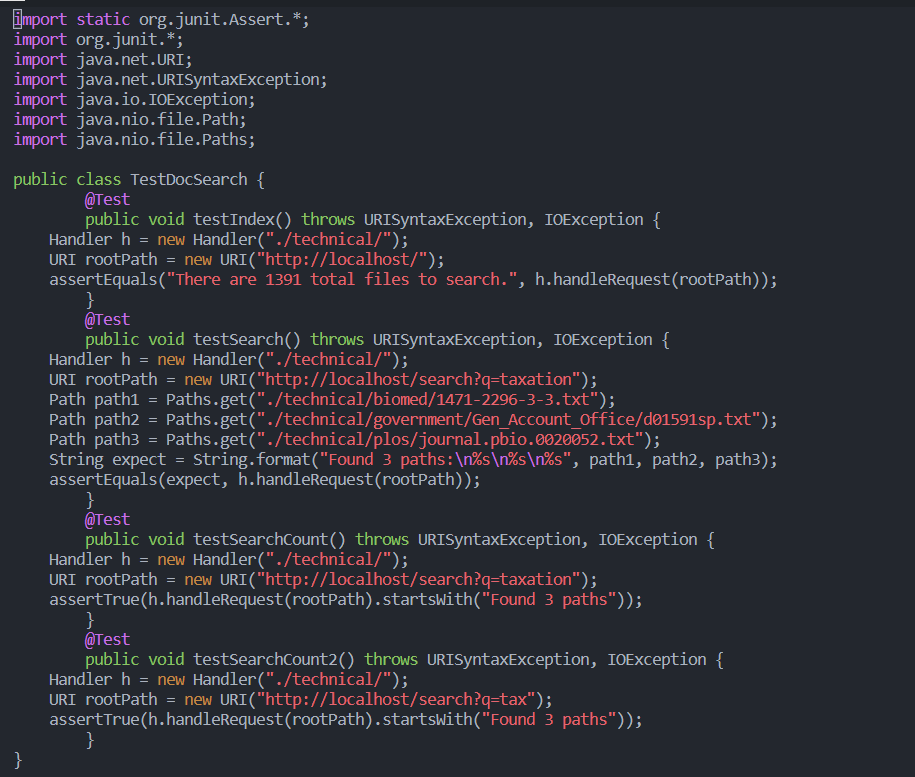 import static org.junit.Assert.*;
import org.junit.*;
import java.net.URI;
import java.net.URISyntaxException;
import java.io.IOException;
import java.nio.file.Path;
import java.nio.file.Paths;

public class TestDocSearch {
        @Test
        public void testIndex() throws URISyntaxException, IOException {
    Handler h = new Handler("./technical/");
    URI rootPath = new URI("http://localhost/");
    assertEquals("There are 1391 total files to search.", h.handleRequest(rootPath));
        }
        @Test
        public void testSearch() throws URISyntaxException, IOException {
    Handler h = new Handler("./technical/");
    URI rootPath = new URI("http://localhost/search?q=taxation");
    Path path1 = Paths.get("./technical/biomed/1471-2296-3-3.txt");
    Path path2 = Paths.get("./technical/government/Gen_Account_Office/d01591sp.txt");
    Path path3 = Paths.get("./technical/plos/journal.pbio.0020052.txt");
    String expect = String.format("Found 3 paths:\n%s\n%s\n%s", path1, path2, path3);
    assertEquals(expect, h.handleRequest(rootPath));
        }
        @Test
        public void testSearchCount() throws URISyntaxException, IOException {
    Handler h = new Handler("./technical/");
    URI rootPath = new URI("http://localhost/search?q=taxation");
    assertTrue(h.handleRequest(rootPath).startsWith("Found 3 paths"));
        }
        @Test
        public void testSearchCount2() throws URISyntaxException, IOException {
    Handler h = new Handler("./technical/");
    URI rootPath = new URI("http://localhost/search?q=tax");
    assertTrue(h.handleRequest(rootPath).startsWith("Found 3 paths"));
        }
}